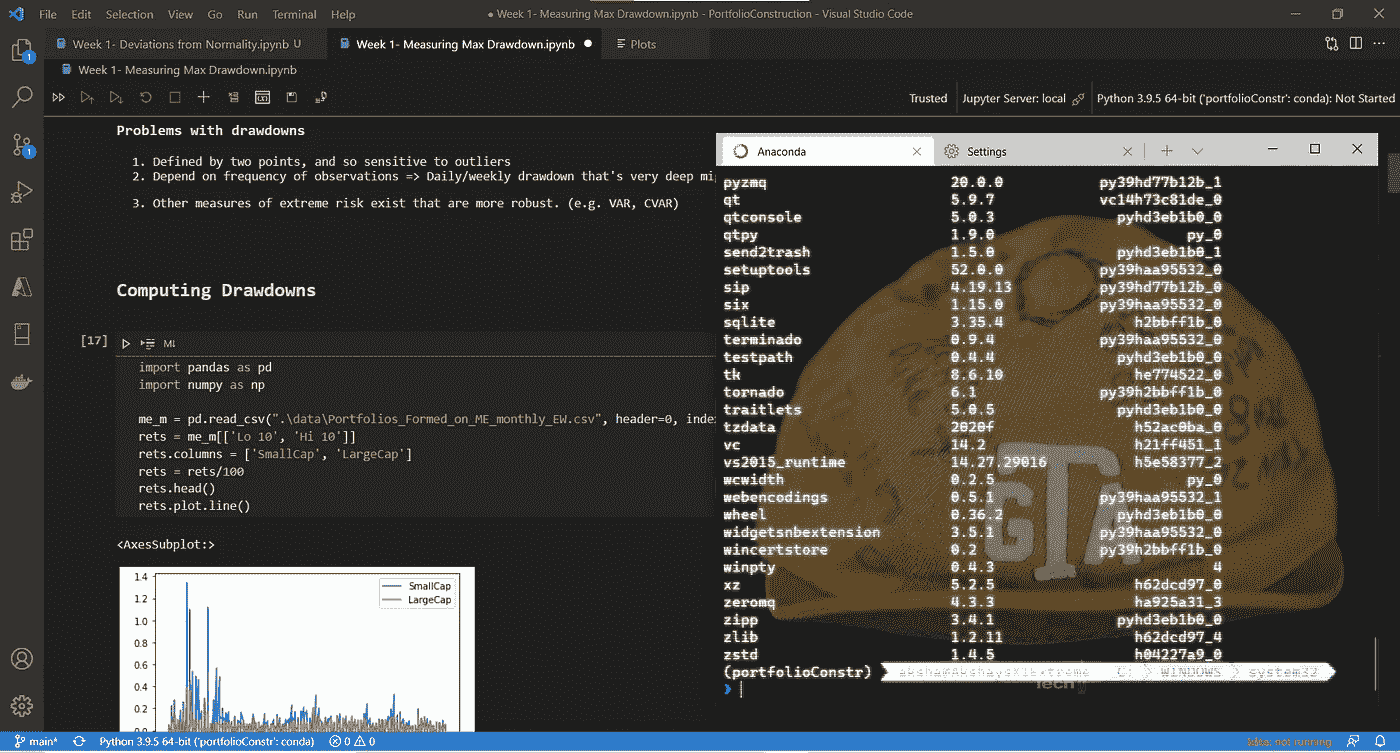 File Edit Selection View Go Run Terminal Help
● Week 1- Measuring Max Drawdown.ipynb - PortfolioConstruction - Visual Studio Code
Week 1- Deviations from Normality.ipynb U
Week 1- Measuring Max Drawdown.ipynb ●
Plots
Week 1- Measuring Max Drawdown.ipynb
Trusted
Jupyter Server: local
Python 3.9.5 64-bit ('portfolioConstr': conda): Not Started
1
1
Problems with drawdowns
1. Defined by two points, and so sensitive to outliers
2. Depend on frequency of observations => Daily/weekly drawdown that's very deep
3. Other measures of extreme risk exist that are more robust. (e.g. VAR, CVAR)
Computing Drawdowns
[17]
M↓
import pandas as pd
import numpy as np
me_m = pd.read_csv(".\data\Portfolios_Formed_on_ME_monthly_EW.csv", header=0, inde
rets = me_m[['Lo 10', 'Hi 10']]
rets.columns = ['SmallCap', 'LargeCap']
rets = rets/100
rets.head()
rets.plot.line()
<AxesSubplot:>
1.4
1.2
1.0
0.8
0.6
0.4
0.2
0.0
SmallCap
LargeCap
Anaconda
Settings
pyzmq 20.0.0 py39hd77b12b_1
qt 5.9.7 vc14h73c81de_0
qtconsole 5.0.3 pyhd3eb1b0_0
qtpy 1.9.0 py_0
send2trash 1.5.0 pyhd3eb1b0_1
setuptools 52.0.0 py39haa95532_0
sip 4.19.13 py39hd77b12b_0
six 1.15.0 py39haa95532_0
sqlite 3.35.4 h2bbff1b_0
terminado 0.9.4 py39haa95532_0
testpath 0.4.4 pyhd3eb1b0_0
tk 8.6.10 he774522_0
tornado 6.1 py39h2bbff1b_0
traitlets 5.0.5 pyhd3eb1b0_0
tzdata 2020f h52ac0ba_0
vc 14.2 h21ff451_1
vs2015_runtime 14.27.29016 h5e58377_2
wcwidth 0.2.5 py_0
webencodings 0.5.1 py39haa95532_1
wheel 0.36.2 pyhd3eb1b0_0
widgetsnbextension 3.5.1 py39haa95532_0
wincertstore 0.2 py39h2bbff1b_0
winpty 0.4.3 4
xz 5.2.5 h62dcd97_0
zeromq 4.3.3 ha925a31_3
zipp 3.4.1 pyhd3eb1b0_0
zlib 1.2.11 h62dcd97_4
zstd 1.4.5 h04227a9_0
(portfolioConstr) C: WINDOWS system32
❯
GTA
Tech
main*
Python 3.9.5 64-bit ('portfolioConstr': conda)
0 0
not running